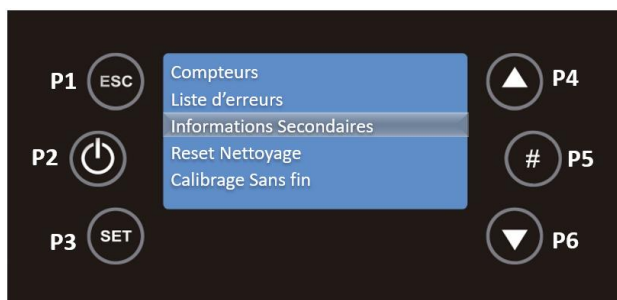 P1 ESC
Compteurs
Liste d'erreurs
Informations Secondaires
Reset Nettoyage
Calibrage Sans fin
P4
P2
# P5
P3 SET
P6